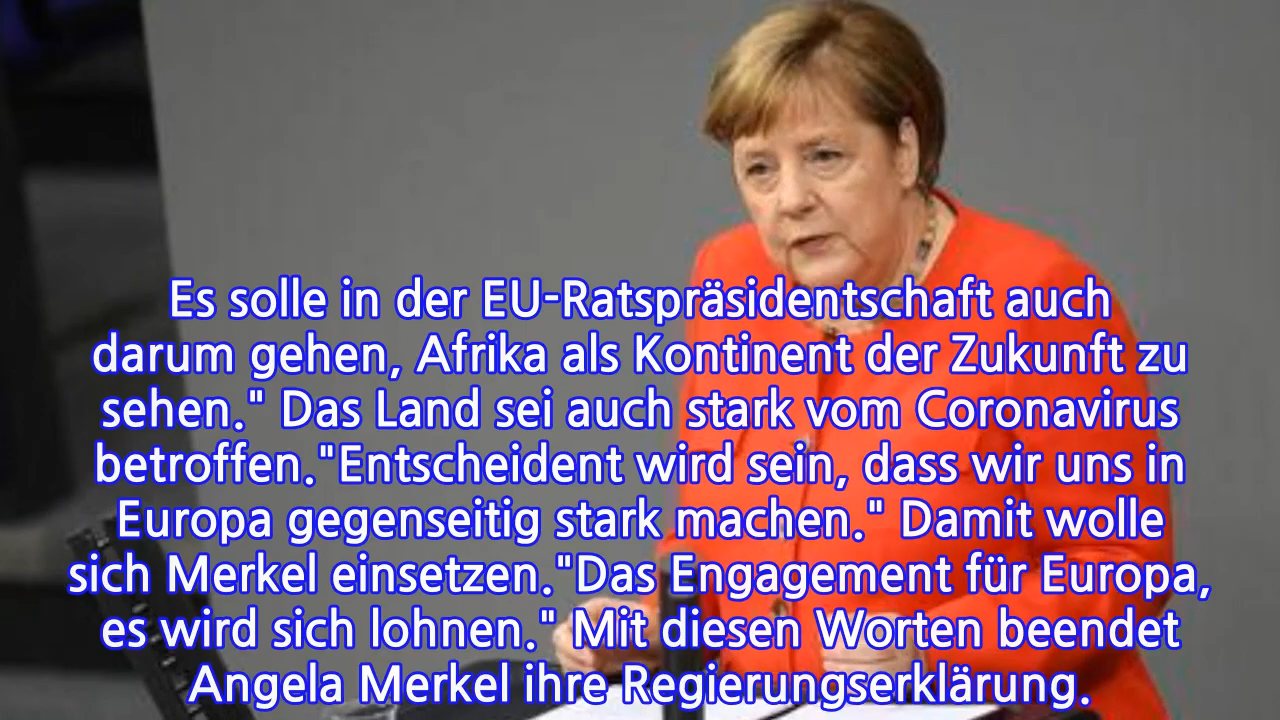 Es solle in der EU-Ratspräsidentschaft auch
darum gehen, Afrika als Kontinent der Zukunft zu
sehen." Das Land sei auch stark vom Coronavirus
betroffen."Entscheident wird sein, dass wir uns in
Europa gegenseitig stark machen." Damit wolle
sich Merkel einsetzen."Das Engagement für Europa,
es wird sich lohnen." Mit diesen Worten beendet
Angela Merkel ihre Regierungserklärung.